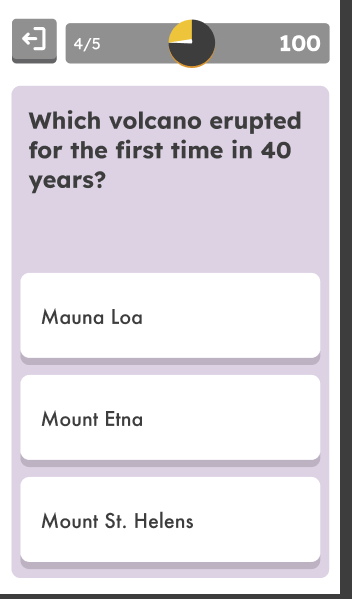 4/5
100
Which volcano erupted
for the first time in 40
years?
Mauna Loa
Mount Etna
Mount St. Helens